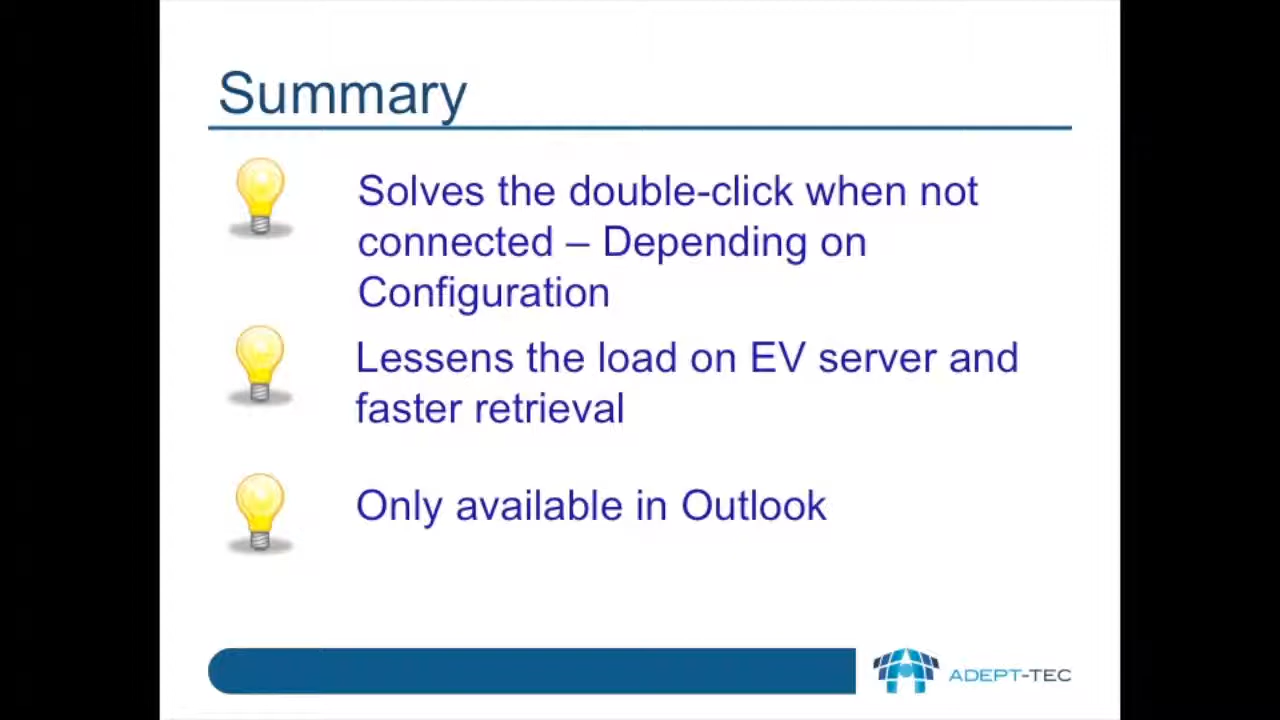 Summary
Solves the double-click when not
connected – Depending on
Configuration
Lessens the load on EV server and
faster retrieval
Only available in Outlook
ADEPT-TEC